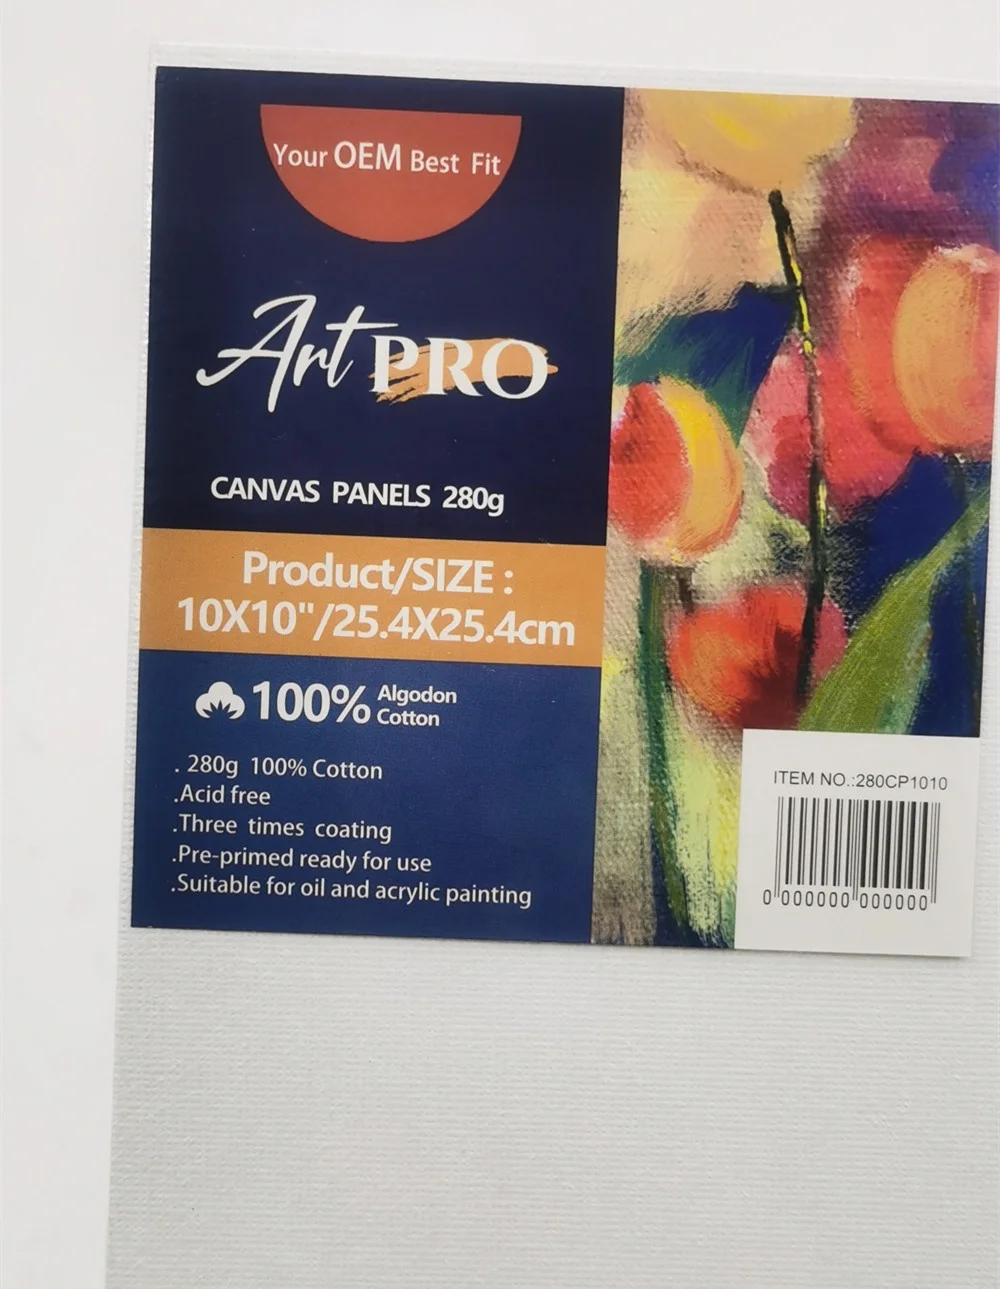 Your OEM Best Fit
Art PRO
CANVAS PANELS 280g
Product/SIZE :
10X10"/25.4X25.4cm
100% Algodon
Cotton
. 280g 100% Cotton
.Acid free
.Three times coating
.Pre-primed ready for use
.Suitable for oil and acrylic painting
ITEM NO.:280CP1010
0 000000 000000